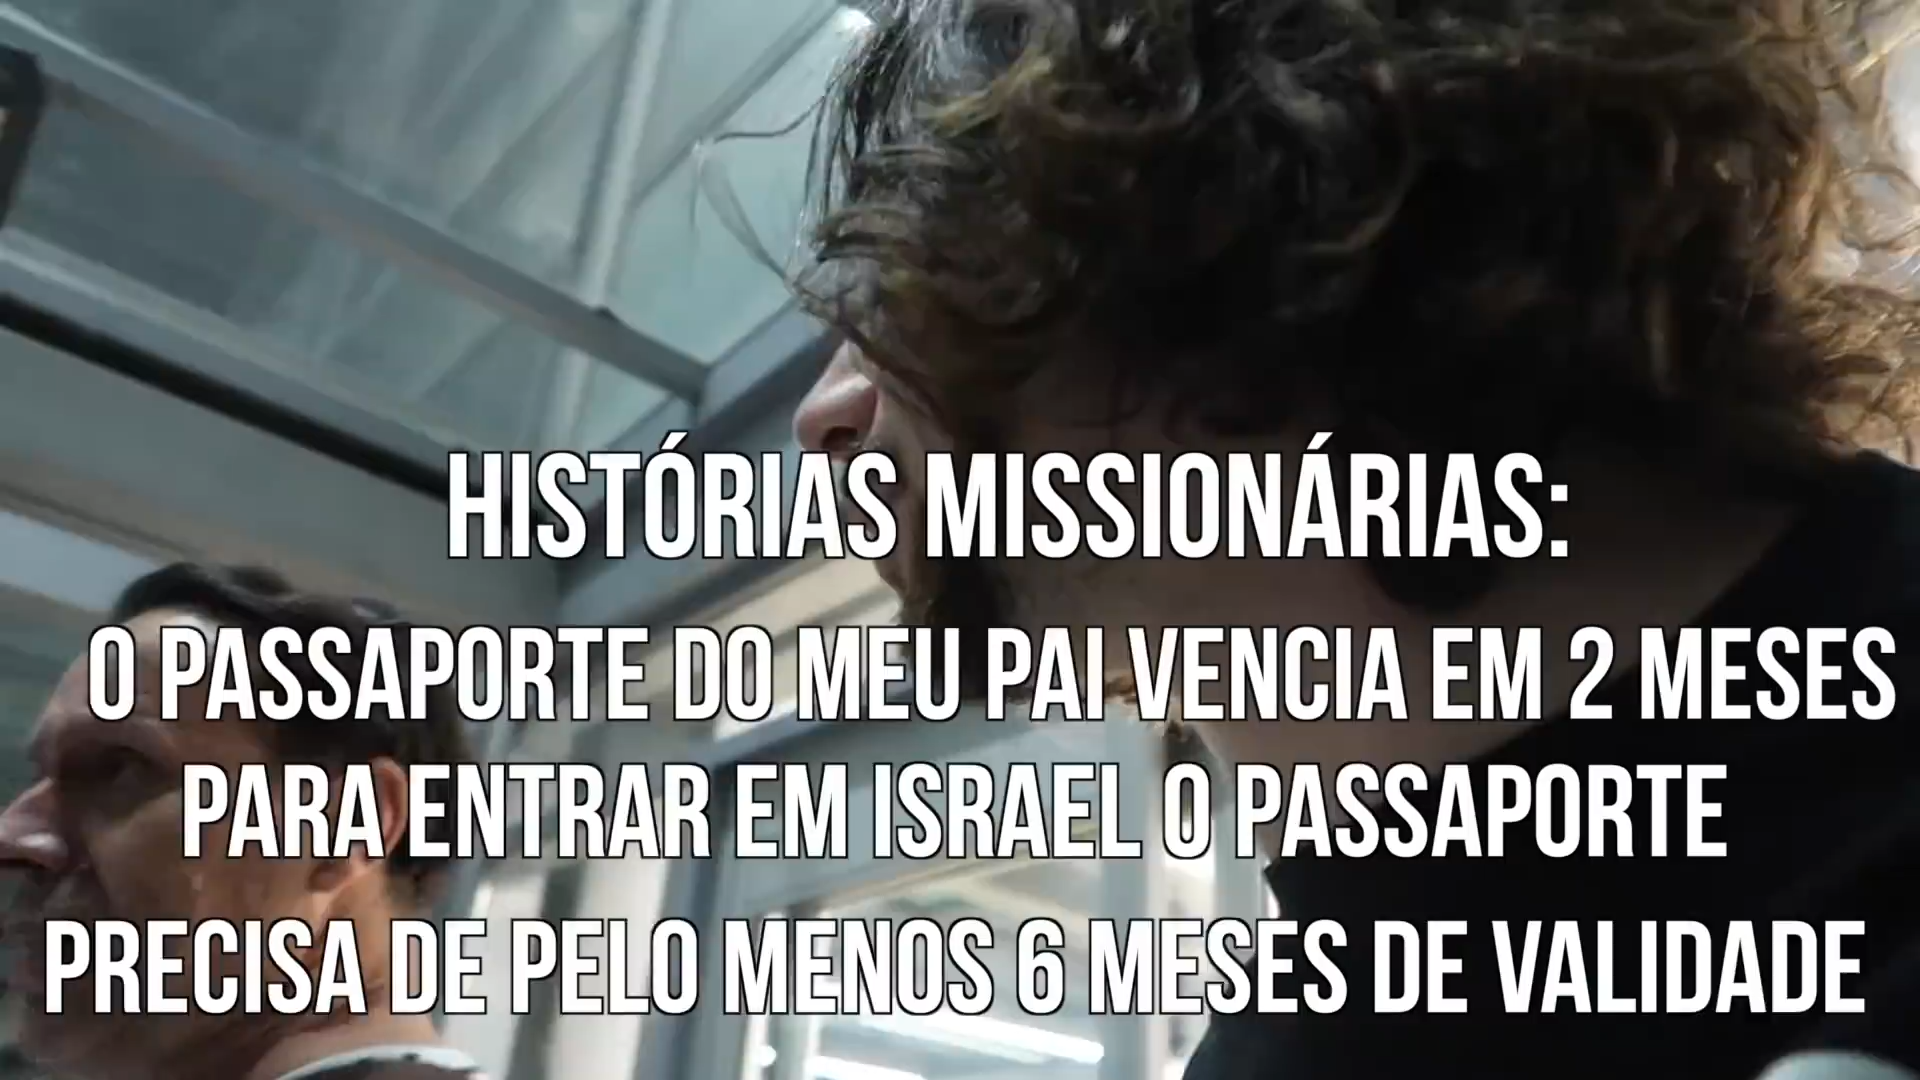 HISTÓRIAS MISSIONÁRIAS:
O PASSAPORTE DO MEU PAI VENCIA EM 2 MESES
PARA ENTRAR EM ISRAEL O PASSAPORTE
PRECISA DE PELO MENOS 6 MESES DE VALIDADE